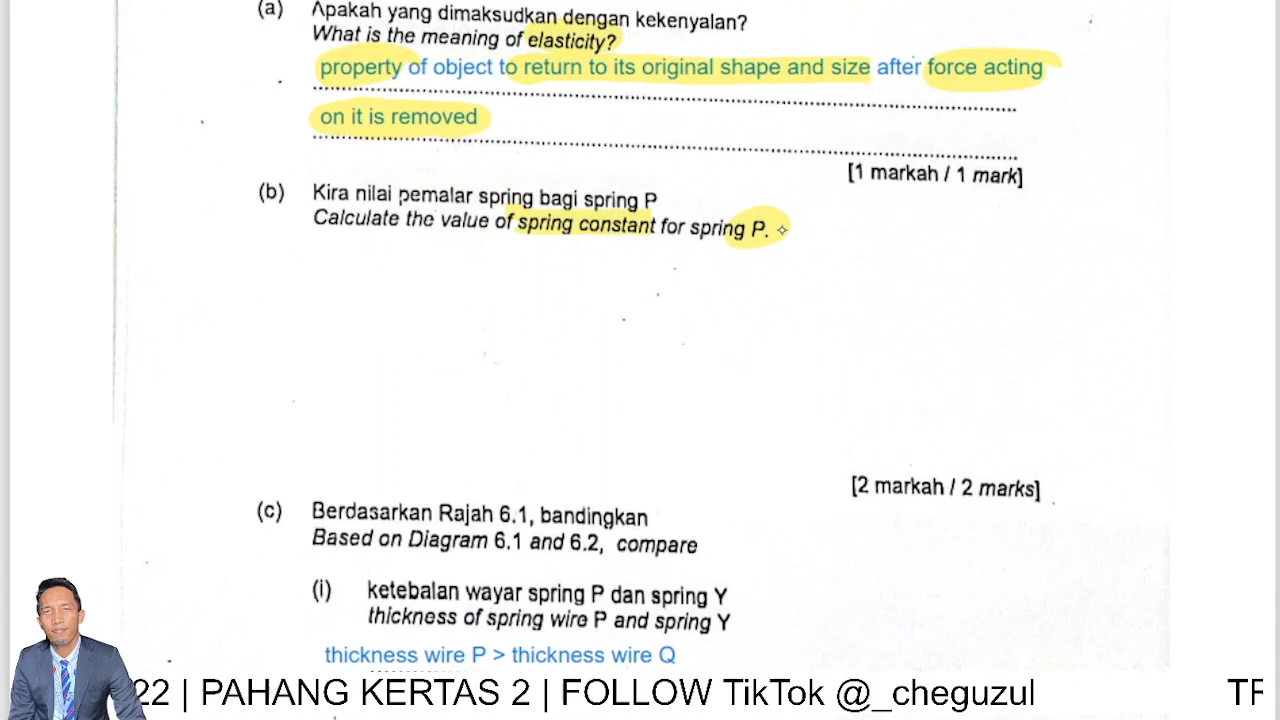 (a) Apakah yang dimaksudkan dengan kekenyalan?
What is the meaning of elasticity?
property of object to return to its original shape and size after force acting
on it is removed
[1 markah / 1 mark]
(b) Kira nilai pemalar spring bagi spring P
Calculate the value of spring constant for spring P.
[2 markah / 2 marks]
(c) Berdasarkan Rajah 6.1, bandingkan
Based on Diagram 6.1 and 6.2, compare
(i) ketebalan wayar spring P dan spring Y
thickness of spring wire P and spring Y
thickness wire P > thickness wire Q
22 | PAHANG KERTAS 2 | FOLLOW TikTok @_cheguzul